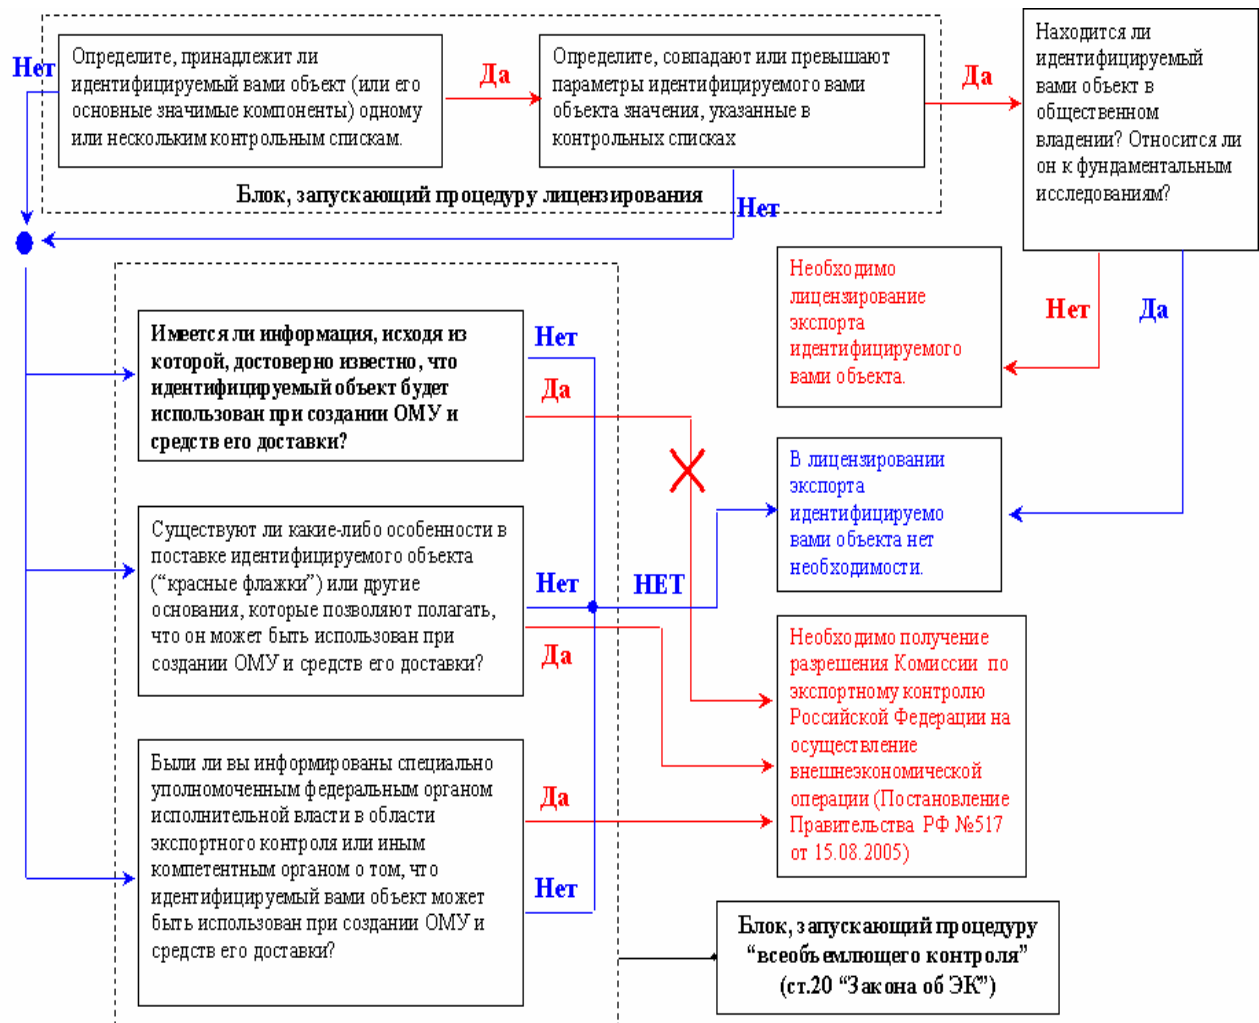 Нет
Определите, принадлежит ли
идентифицируемый вами объект (или его
основные значимые компоненты) одному
или нескольким контрольным спискам.
Да
Определите, совпадают или превышают
параметры идентифицируемого вами
объекта значения, указанные в
контрольных списках
Да
Находится ли
идентифицируемый
вами объект в
общественном
владении? Относится ли
он к фундаментальным
исследованиям?
Блок, запускающий процедуру лицензирования
Нет
Необходимо
лицензирование
экспорта
идентифицируемого
вами объекта.
Нет
Да
Имеется ли информация, исходя из
которой, достоверно известно, что
идентифицируемый объект будет
использован при создании ОМУ и
средств его доставки?
Нет
Да
В лицензировании
экспорта
идентифицируемо
вами объекта нет
необходимости.
Существуют ли какие-либо особенности в
поставке идентифицируемого объекта
(“красные флажки”) или другие
основания, которые позволяют полагать,
что он может быть использован при
создании ОМУ и средств его доставки?
Нет
НЕТ
Да
Необходимо получение
разрешения Комиссии по
экспортному контролю
Российской Федерации на
осуществление
внешнеэкономической
операции (Постановление
Правительства РФ №517
от 15.08.2005)
Были ли вы информированы специально
уполномоченным федеральным органом
исполнительной власти в области
экспортного контроля или иным
компетентным органом о том, что
идентифицируемый вами объект может
быть использован при создании ОМУ и
средств его доставки?
Да
Нет
Блок, запускающий процедуру
“всеобъемлющего контроля”
(ст.20 “Закона об ЭК”)